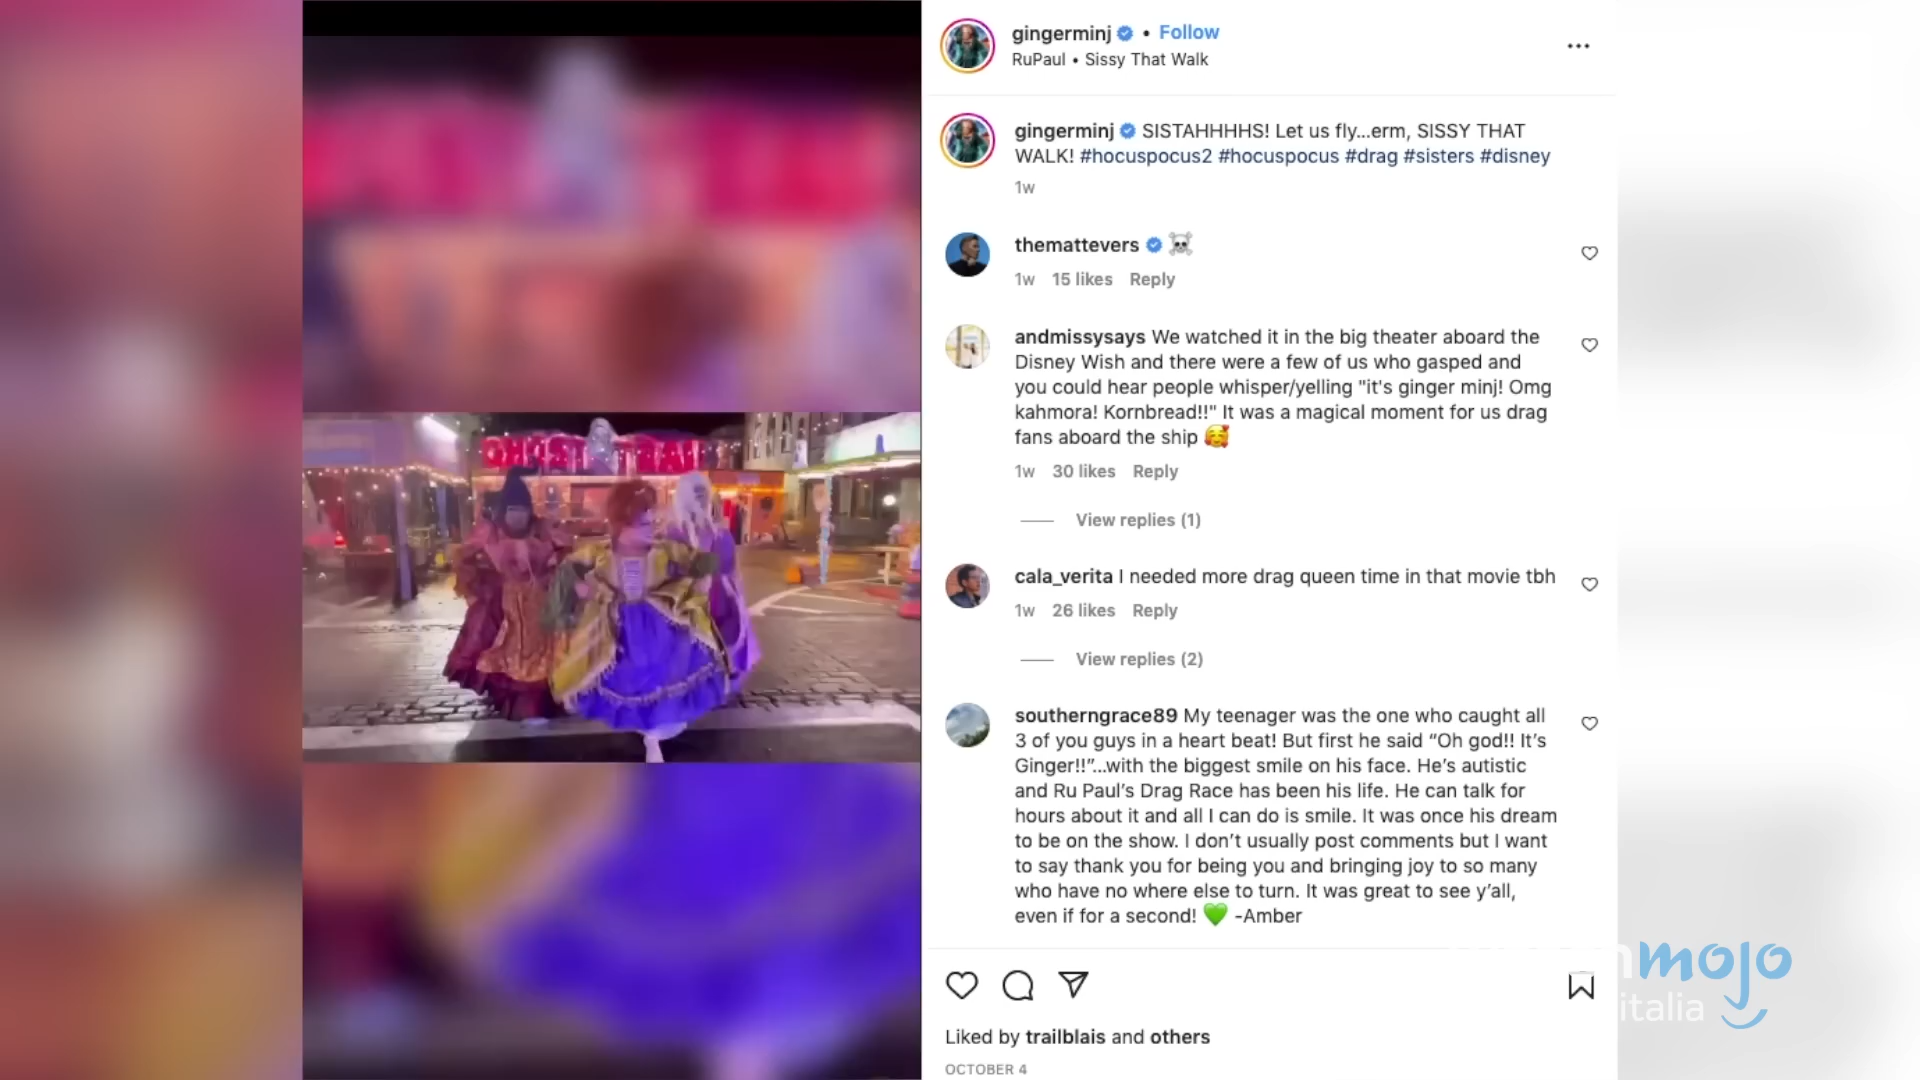 gingerminj • Follow
RuPaul • Sissy That Walk
gingerminj SISTAHHHHS! Let us fly...erm, SISSY THAT
WALK! #hocuspocus2 #hocuspocus #drag #sisters #disney
1w
themattevers ☠️
1w 15 likes Reply
andmissysays We watched it in the big theater aboard the
Disney Wish and there were a few of us who gasped and
you could hear people whisper/yelling "it's ginger minj! Omg
kahmora! Kornbread!!" It was a magical moment for us drag
fans aboard the ship 🥰
1w 30 likes Reply
View replies (1)
cala_verita I needed more drag queen time in that movie tbh
1w 26 likes Reply
View replies (2)
southerngrace89 My teenager was the one who caught all
3 of you guys in a heart beat! But first he said “Oh god!! It’s
Ginger!!”...with the biggest smile on his face. He’s autistic
and Ru Paul’s Drag Race has been his life. He can talk for
hours about it and all I can do is smile. It was once his dream
to be on the show. I don’t usually post comments but I want
to say thank you for being you and bringing joy to so many
who have no where else to turn. It was great to see y’all,
even if for a second! 💚 -Amber
Liked by trailblais and others
OCTOBER 4
mojo
italia